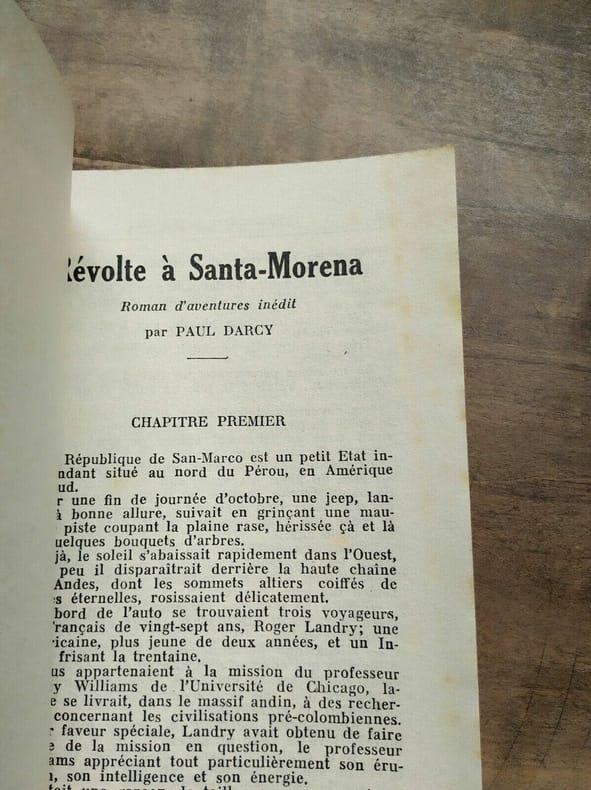 Révolte à Santa-Morena
Roman d'aventures inédit
par PAUL DARCY
CHAPITRE PREMIER
République de San-Marco est un petit Etat in-
ndant situé au nord du Pérou, en Amérique
ud.
r une fin de journée d'octobre, une jeep, lan-
à bonne allure, suivait en grinçant une mau-
piste coupant la plaine rase, hérissée çà et là
uelques bouquets d'arbres.
jà, le soleil s'abaissait rapidement dans l'Ouest,
peu il disparaîtrait derrière la haute chaîne
Andes, dont les sommets altiers coiffés de
s éternelles, rosissaient délicatement.
bord de l'auto se trouvaient trois voyageurs,
rançais de vingt-sept ans, Roger Landry; une
icaine, plus jeune de deux années, et un In-
frisant la trentaine.
us appartenaient à la mission du professeur
y Williams de l'Université de Chicago, la-
e se livrait, dans le massif andin, à des recher-
concernant les civilisations pré-colombiennes.
r faveur spéciale, Landry avait obtenu de faire
e de la mission en question, le professeur
ams appréciant tout particulièrement son éru-
n, son intelligence et son énergie.